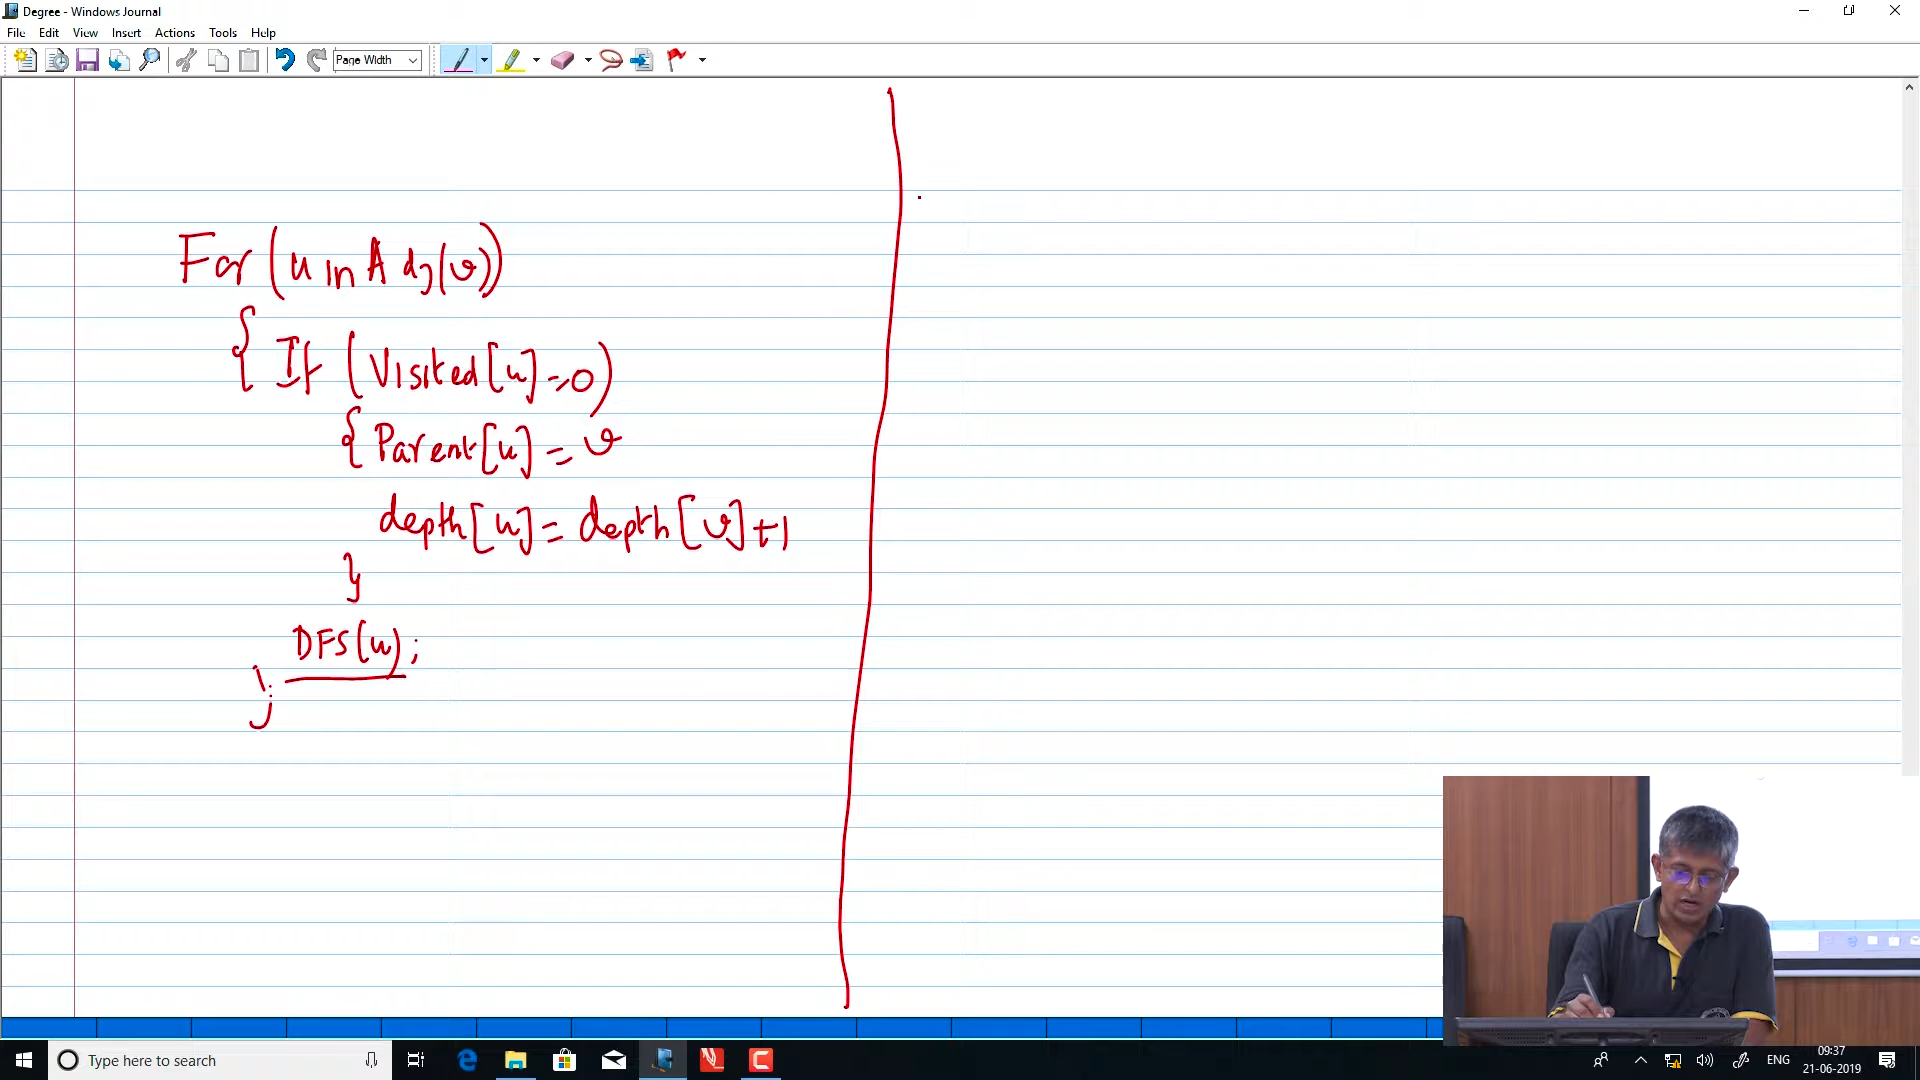 Degree - Windows Journal
File Edit View Insert Actions Tools Help
Page Width
For (u in Adj(v))
{ If (Visited[u]=0)
{ Parent[u] = v
depth[u] = depth[v]+1
}
DFS(u);
}
Type here to search
ENG
09:37
21-06-2019